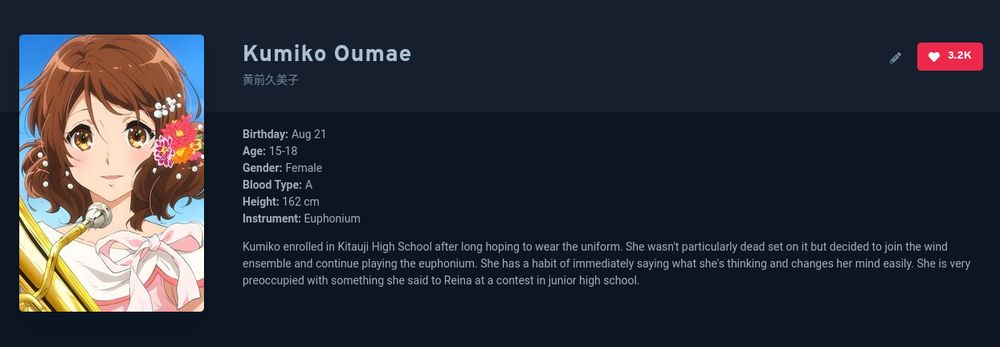 Kumiko Oumae
3.2K
黄前久美子
Birthday: Aug 21
Age: 15-18
Gender: Female
Blood Type: A
Height: 162 cm
Instrument: Euphonium
Kumiko enrolled in Kitauji High School after long hoping to wear the uniform. She wasn't particularly dead set on it but decided to join the wind
ensemble and continue playing the euphonium. She has a habit of immediately saying what she's thinking and changes her mind easily. She is very
preoccupied with something she said to Reina at a contest in junior high school.